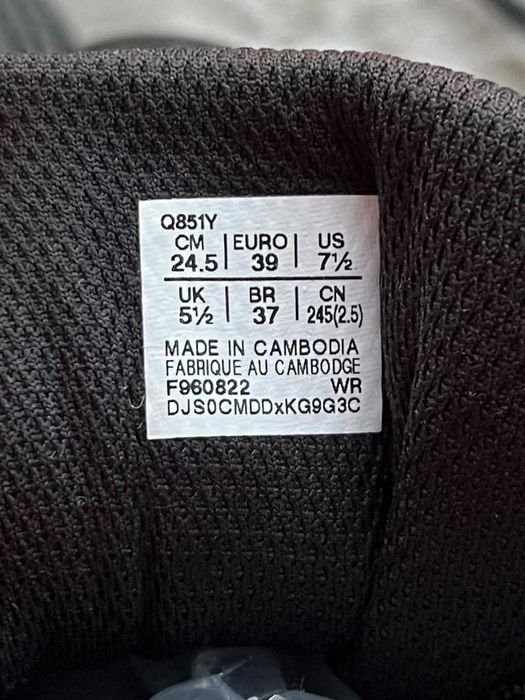 Q851Y
CM | EURO | US
24.5 | 39 | 7½
UK | BR | CN
5½ | 37 | 245(2.5)
MADE IN CAMBODIA
FABRIQUE AU CAMBODGE
F960822 WR
DJS0CMDDxKG9G3C